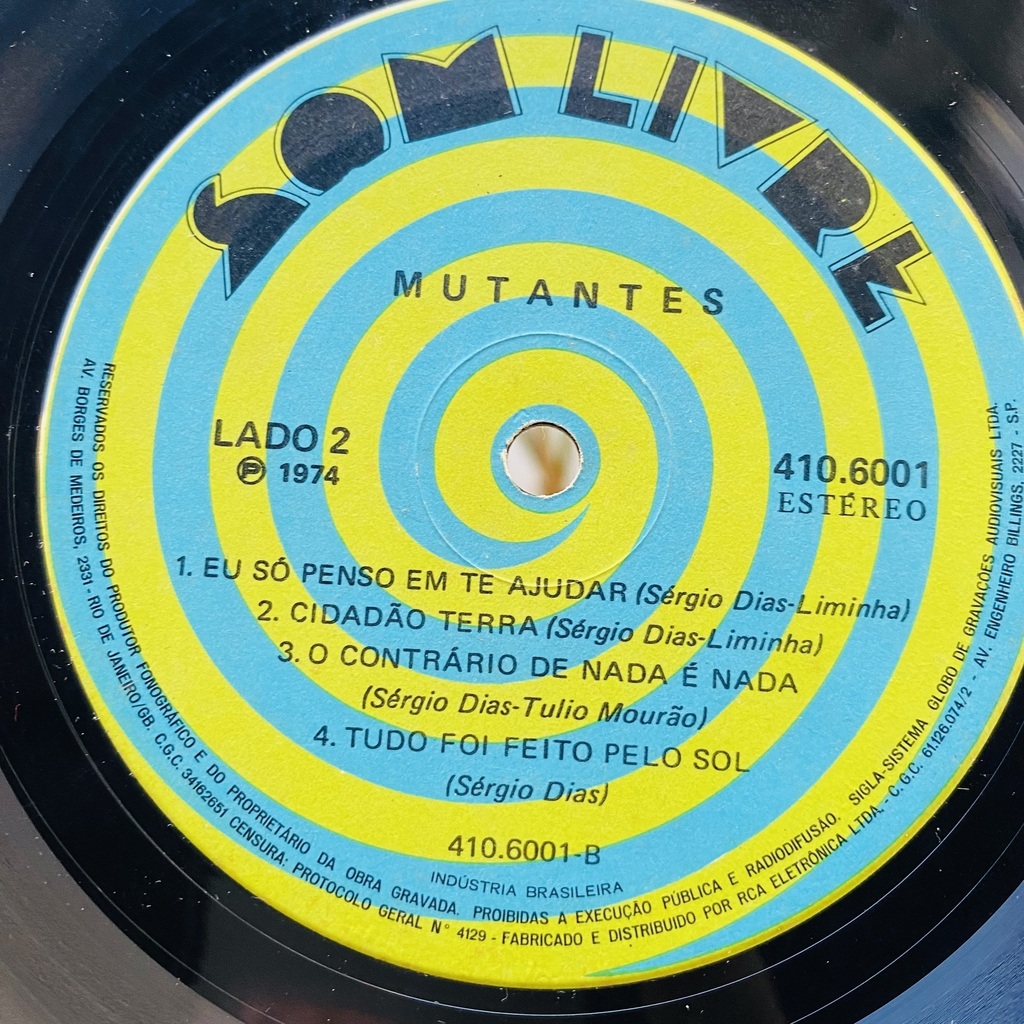 SOM LIVRE
MUTANTES
LADO 2
℗ 1974
410.6001
ESTÉREO
1. EU SÓ PENSO EM TE AJUDAR (Sérgio Dias-Liminha)
2. CIDADÃO TERRA (Sérgio Dias-Liminha)
3. O CONTRÁRIO DE NADA É NADA
(Sérgio Dias-Tulio Mourão)
4. TUDO FOI FEITO PELO SOL
(Sérgio Dias)
410.6001-B
INDÚSTRIA BRASILEIRA
RESERVADOS OS DIREITOS DO PRODUTOR FONOGRÁFICO E DO PROPRIETÁRIO DA OBRA GRAVADA. PROIBIDAS A EXECUÇÃO PÚBLICA E RADIODIFUSÃO. SIGLA-SISTEMA GLOBO DE GRAVAÇÕES AUDIOVISUAIS LTDA.
AV. BORGES DE MEDEIROS, 2331 - RIO DE JANEIRO/GB. C.G.C. 34162651 CENSURA: PROTOCOLO GERAL N° 4129 - FABRICADO E DISTRIBUIDO POR RCA ELETRÔNICA LTDA. - C.G.C. 61.126.074/2 - AV. ENGENHEIRO BILLINGS, 2227 - S.P.